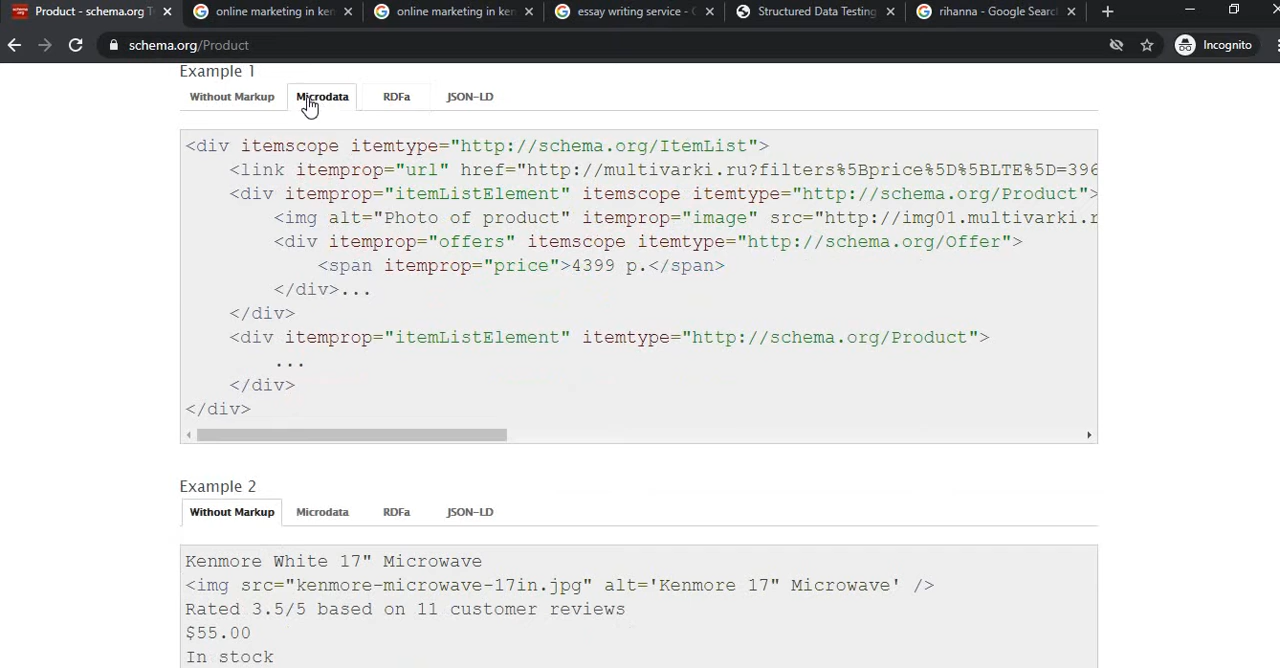 Product - schema.org T
online marketing in ken
online marketing in ken
essay writing service - G
Structured Data Testing
rihanna - Google Search
schema.org/Product
Incognito
Example 1
Without Markup
Microdata
RDFa
JSON-LD
<div itemscope itemtype="http://schema.org/ItemList">
<link itemprop="url" href="http://multivarki.ru?filters%5Bprice%5D%5BLTE%5D=396
<div itemprop="itemListElement" itemscope itemtype="http://schema.org/Product">
<img alt="Photo of product" itemprop="image" src="http://img01.multivarki.r
<div itemprop="offers" itemscope itemtype="http://schema.org/Offer">
<span itemprop="price">4399 р.</span>
</div>...
</div>
<div itemprop="itemListElement" itemtype="http://schema.org/Product">
...
</div>
</div>
Example 2
Without Markup
Microdata
RDFa
JSON-LD
Kenmore White 17" Microwave
<img src="kenmore-microwave-17in.jpg" alt='Kenmore 17" Microwave' />
Rated 3.5/5 based on 11 customer reviews
$55.00
In stock